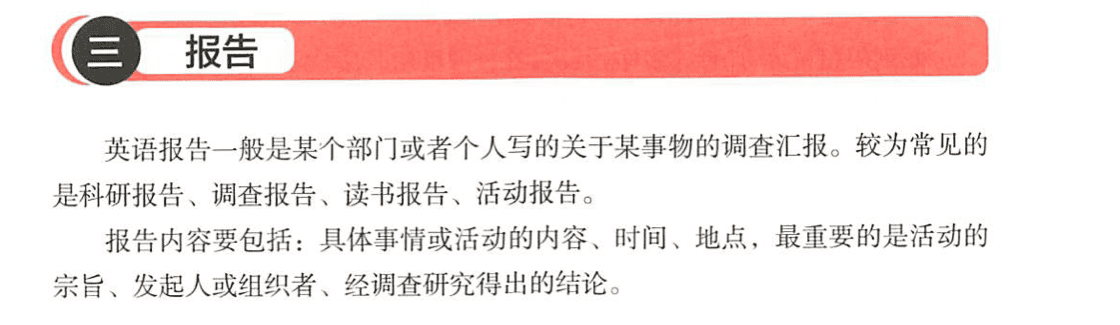 三 报告
英语报告一般是某个部门或者个人写的关于某事物的调查汇报。较为常见的
是科研报告、调查报告、读书报告、活动报告。
报告内容要包括：具体事情或活动的内容、时间、地点，最重要的是活动的
宗旨、发起人或组织者、经调查研究得出的结论。